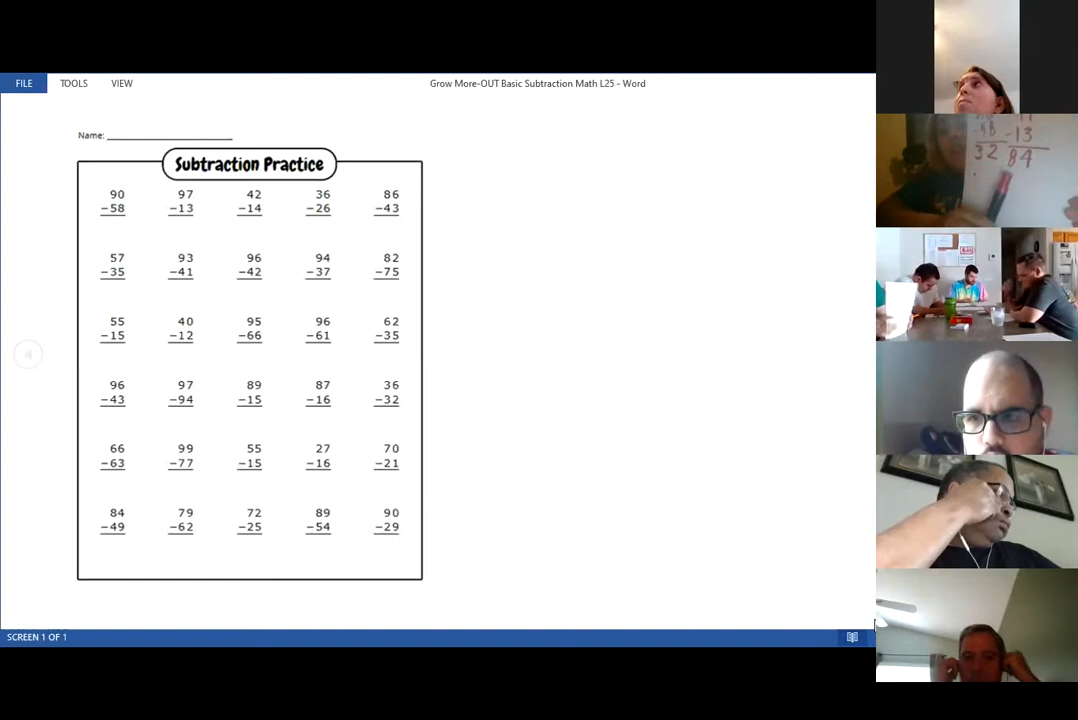 FILE TOOLS VIEW Grow More-OUT Basic Subtraction Math L25 - Word
Name: ____________________
Subtraction Practice
90 97 42 36 86
-58 -13 -14 -26 -43
57 93 96 94 82
-35 -41 -42 -37 -75
55 40 95 96 62
-15 -12 -66 -61 -35
96 97 89 87 36
-43 -94 -15 -16 -32
66 99 55 27 70
-63 -77 -15 -16 -21
84 79 72 89 90
-49 -62 -25 -54 -29
SCREEN 1 OF 1
-13
32 84